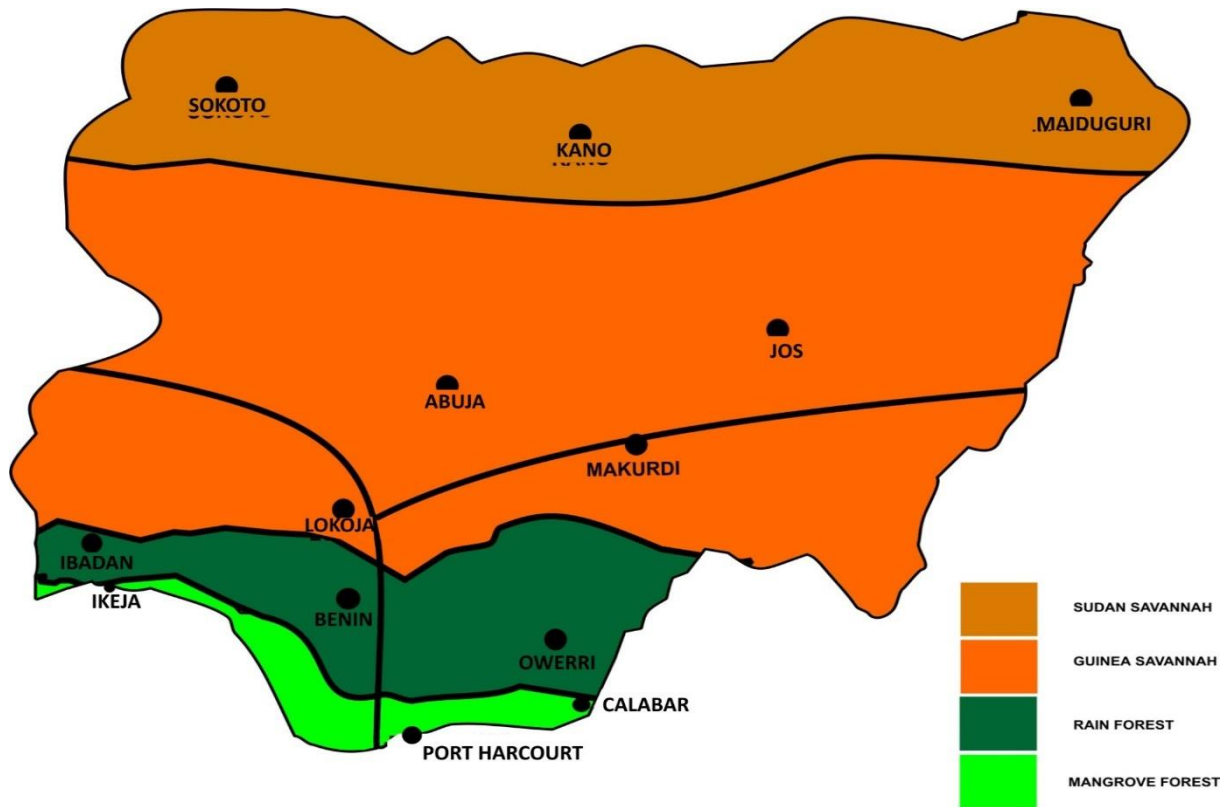 SOKOTO
KANO
MAIDUGURI
JOS
ABUJA
MAKURDI
LOKOJA
IBADAN
IKEJA
BENIN
OWERRI
CALABAR
PORT HARCOURT
SUDAN SAVANNAH
GUINEA SAVANNAH
RAIN FOREST
MANGROVE FOREST